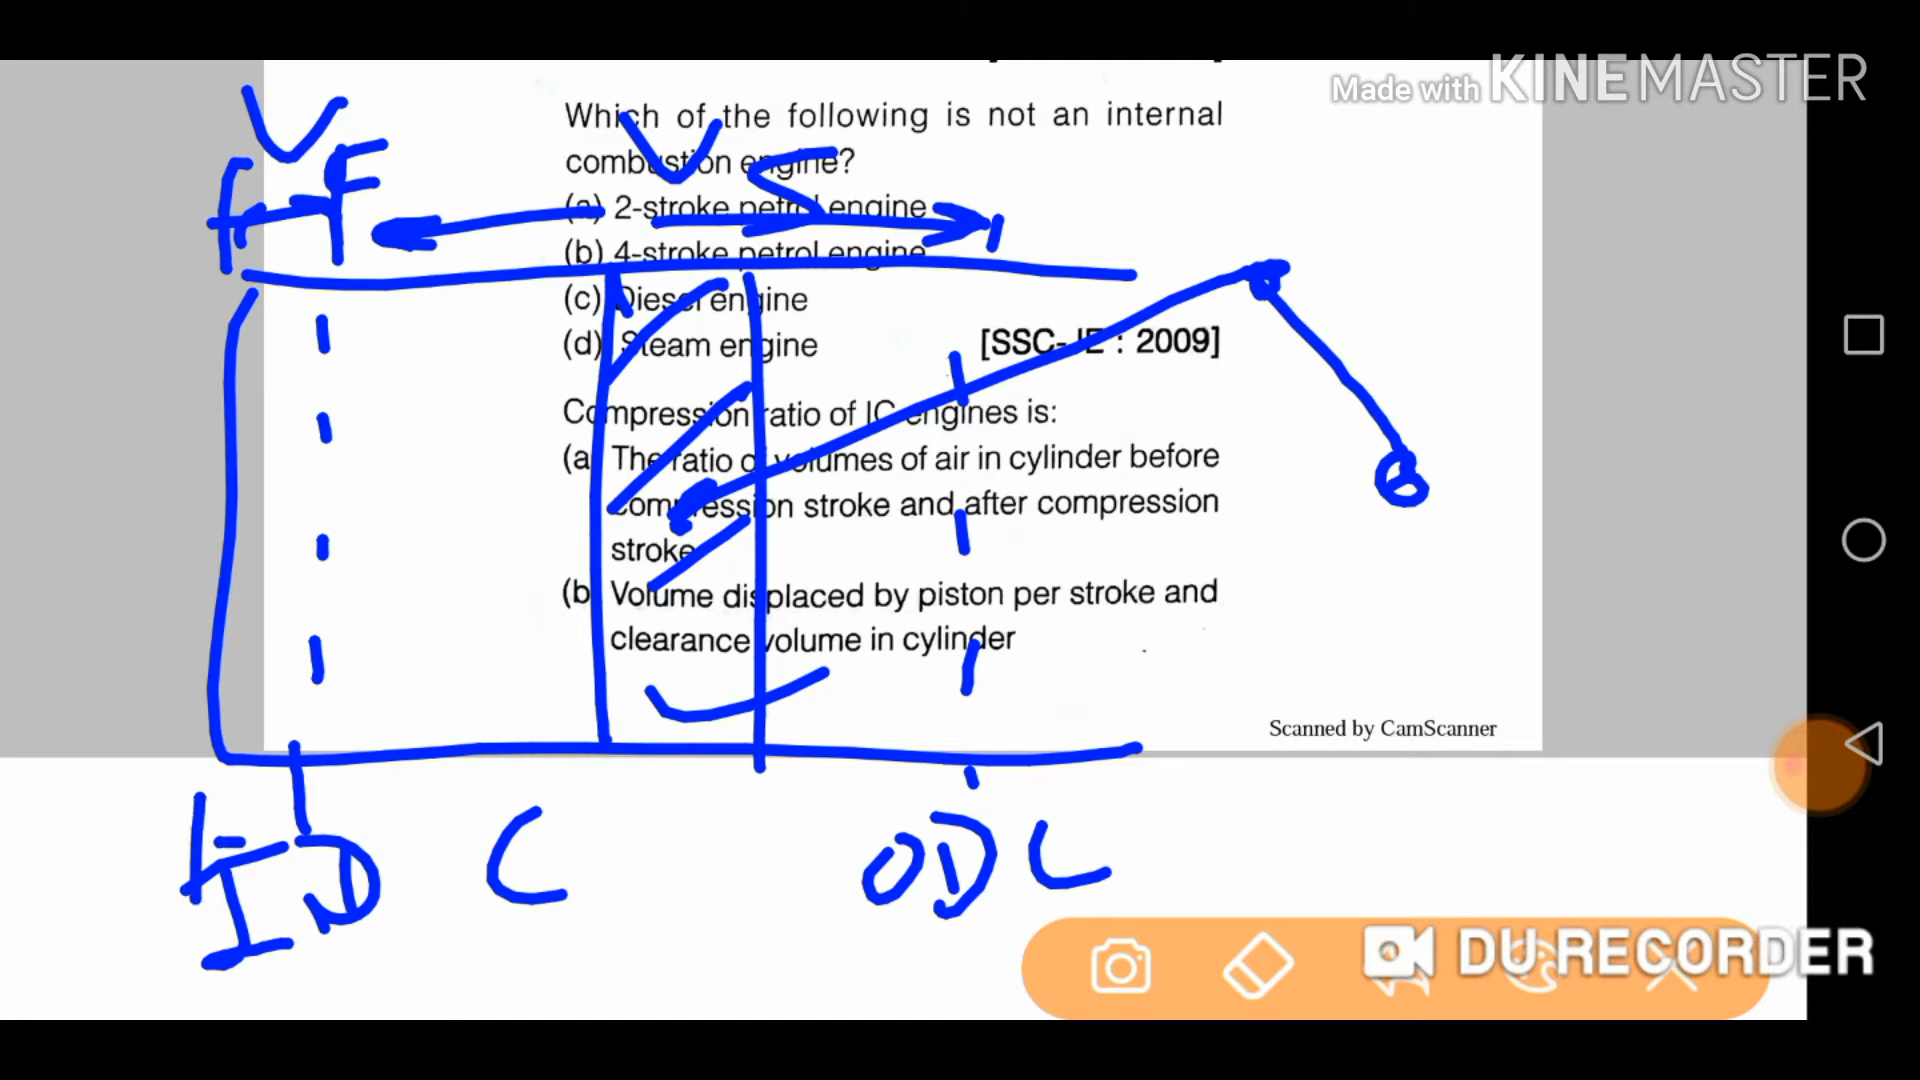 Made with KINEMASTER
Which of the following is not an internal
combustion engine?
(a) 2-stroke petrol engine
(b) 4-stroke petrol engine
(c) Diesel engine
(d) Steam engine [SSC-JE : 2009]
Compression ratio of IC engines is:
(a) The ratio of volumes of air in cylinder before
compression stroke and after compression
stroke
(b) Volume displaced by piston per stroke and
clearance volume in cylinder
Scanned by CamScanner
V
VS
I D C
ODC
DU RECORDER